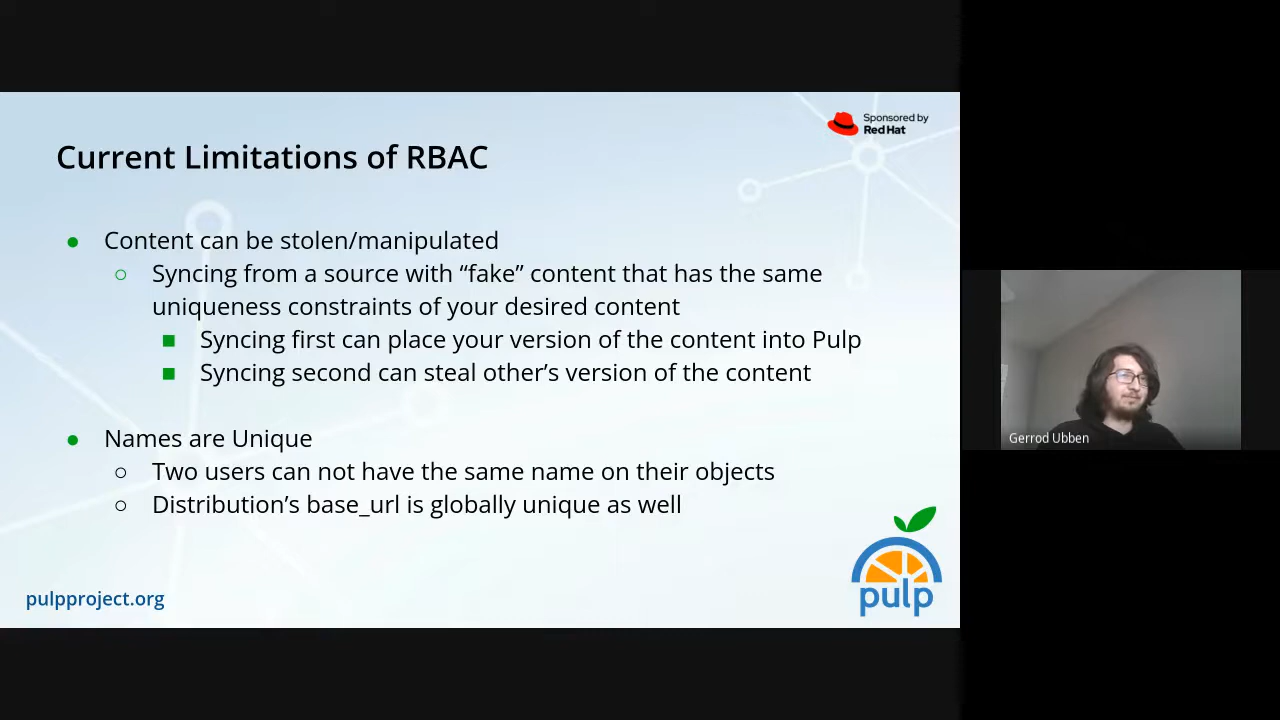 Sponsored by
Red Hat
Current Limitations of RBAC
● Content can be stolen/manipulated
○ Syncing from a source with “fake” content that has the same
uniqueness constraints of your desired content
■ Syncing first can place your version of the content into Pulp
■ Syncing second can steal other’s version of the content
● Names are Unique
○ Two users can not have the same name on their objects
○ Distribution’s base_url is globally unique as well
pulpproject.org
pulp
Gerrod Ubben